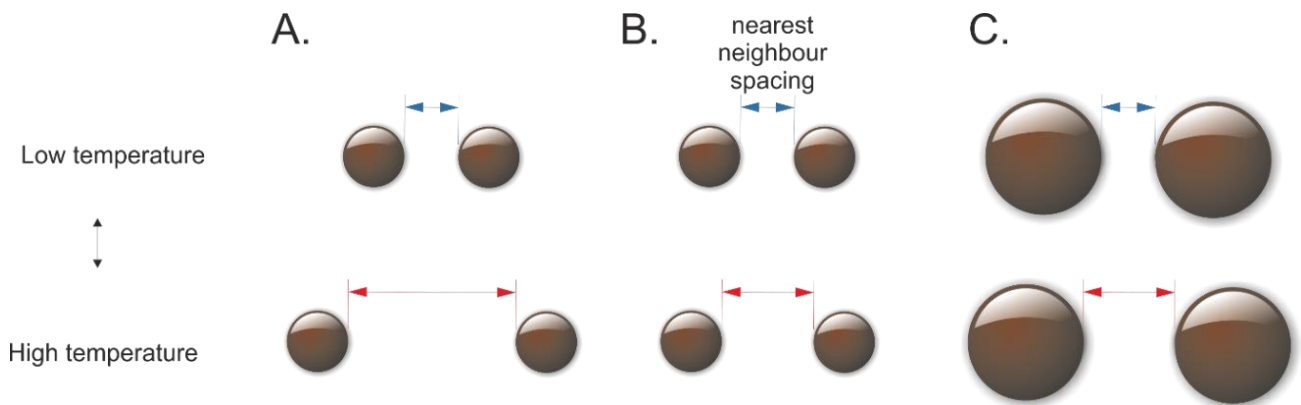 A.
B.
C.
nearest
neighbour
spacing
Low temperature
High temperature